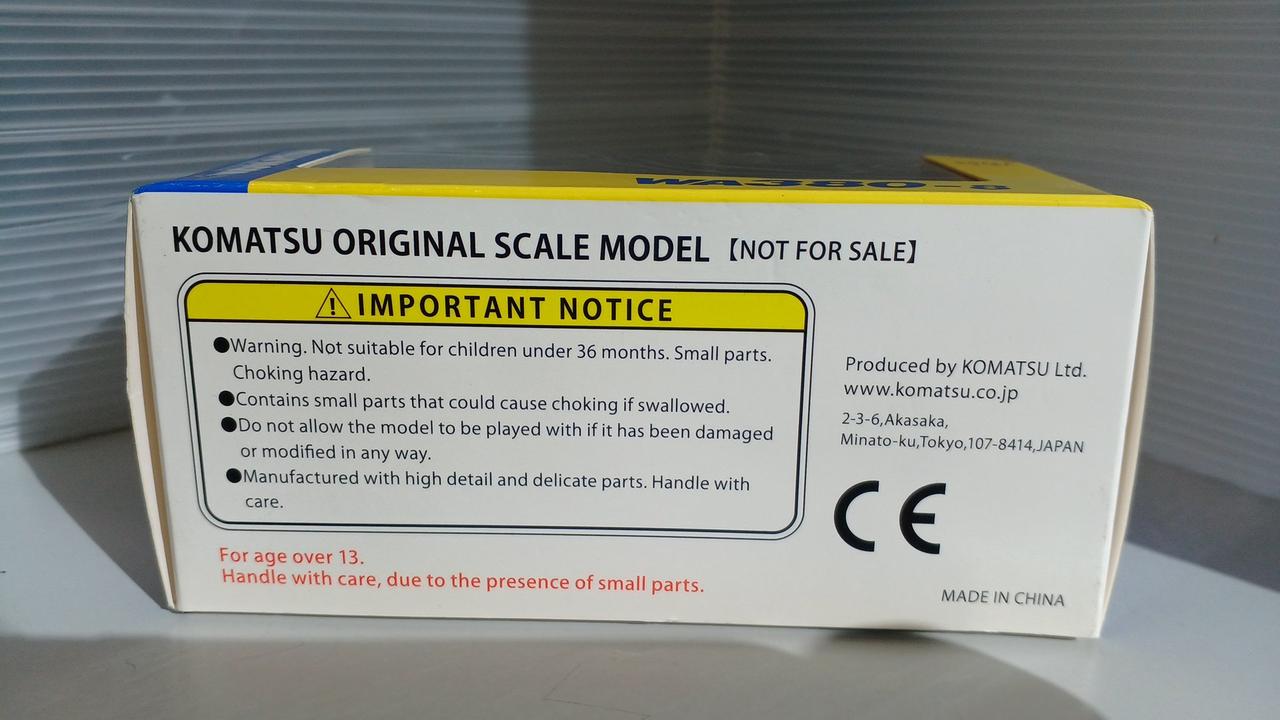 WA380-8
KOMATSU ORIGINAL SCALE MODEL 【NOT FOR SALE】
IMPORTANT NOTICE
●Warning. Not suitable for children under 36 months. Small parts.
Choking hazard.
●Contains small parts that could cause choking if swallowed.
●Do not allow the model to be played with if it has been damaged
or modified in any way.
●Manufactured with high detail and delicate parts. Handle with
care.
For age over 13.
Handle with care, due to the presence of small parts.
Produced by KOMATSU Ltd.
www.komatsu.co.jp
2-3-6,Akasaka,
Minato-ku,Tokyo,107-8414,JAPAN
CE
MADE IN CHINA